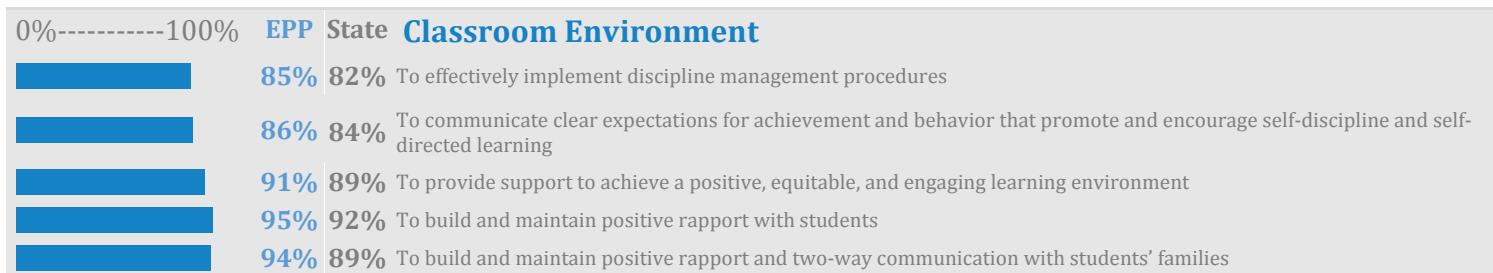 0%-----------100% EPP State Classroom Environment
85% 82% To effectively implement discipline management procedures
86% 84% To communicate clear expectations for achievement and behavior that promote and encourage self-discipline and self-
directed learning
91% 89% To provide support to achieve a positive, equitable, and engaging learning environment
95% 92% To build and maintain positive rapport with students
94% 89% To build and maintain positive rapport and two-way communication with students’ families